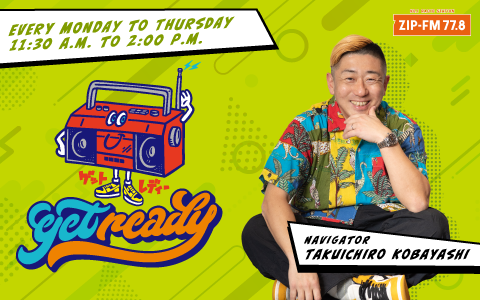 EVERY MONDAY TO THURSDAY
11:30 A.M. TO 2:00 P.M.
ZIP-FM 77.8
ゲット レディー
get ready
NAVIGATOR
TAKUICHIRO KOBAYASHI